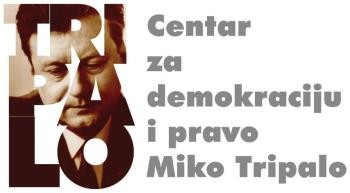 TRI
PA
LO
Centar
za
demokraciju
i pravo
Miko Tripalo